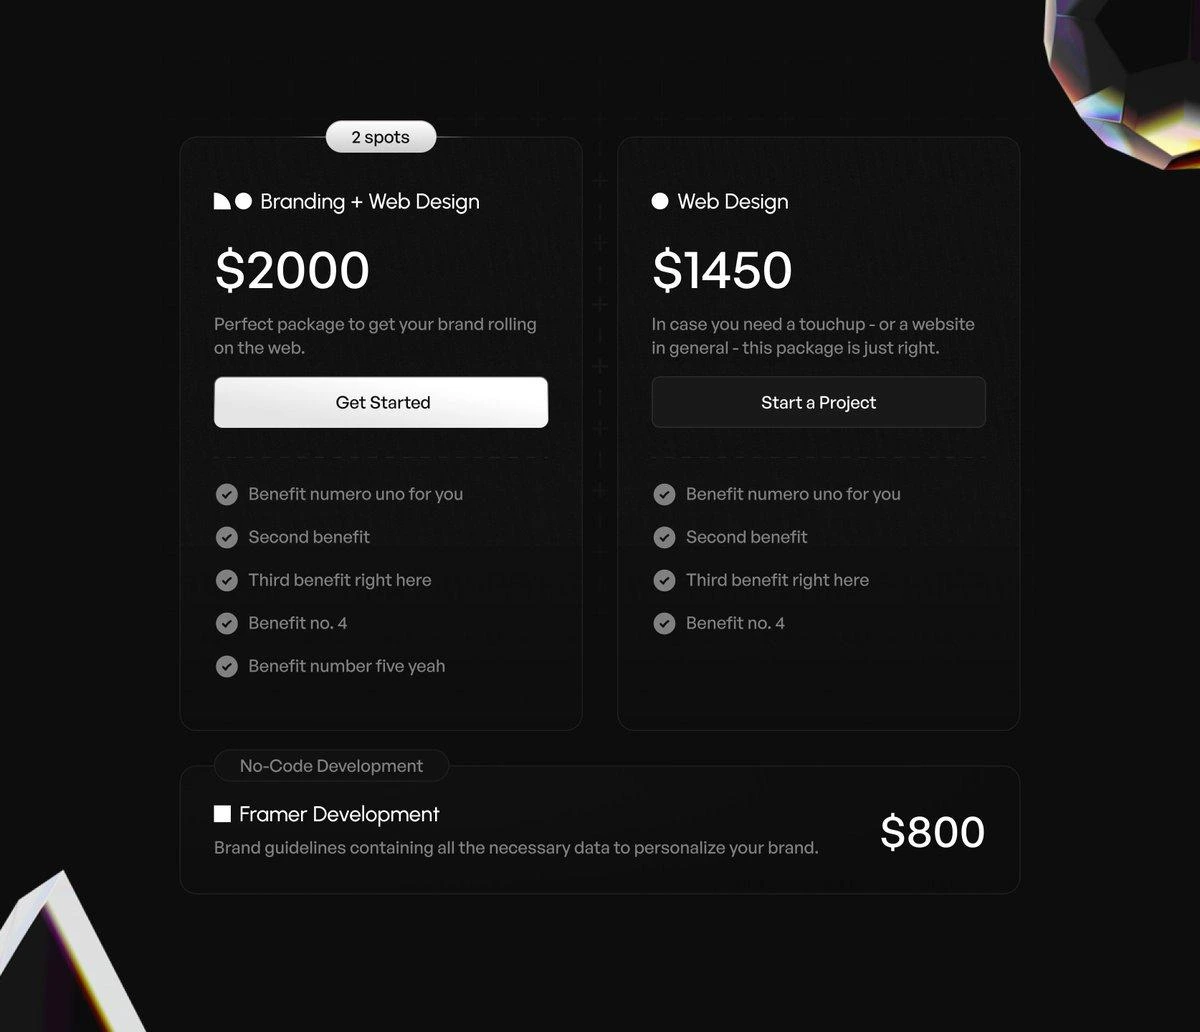 2 spots
Branding + Web Design
$2000
Perfect package to get your brand rolling
on the web.
Get Started
Benefit numero uno for you
Second benefit
Third benefit right here
Benefit no. 4
Benefit number five yeah
Web Design
$1450
In case you need a touchup - or a website
in general - this package is just right.
Start a Project
Benefit numero uno for you
Second benefit
Third benefit right here
Benefit no. 4
No-Code Development
Framer Development
Brand guidelines containing all the necessary data to personalize your brand.
$800